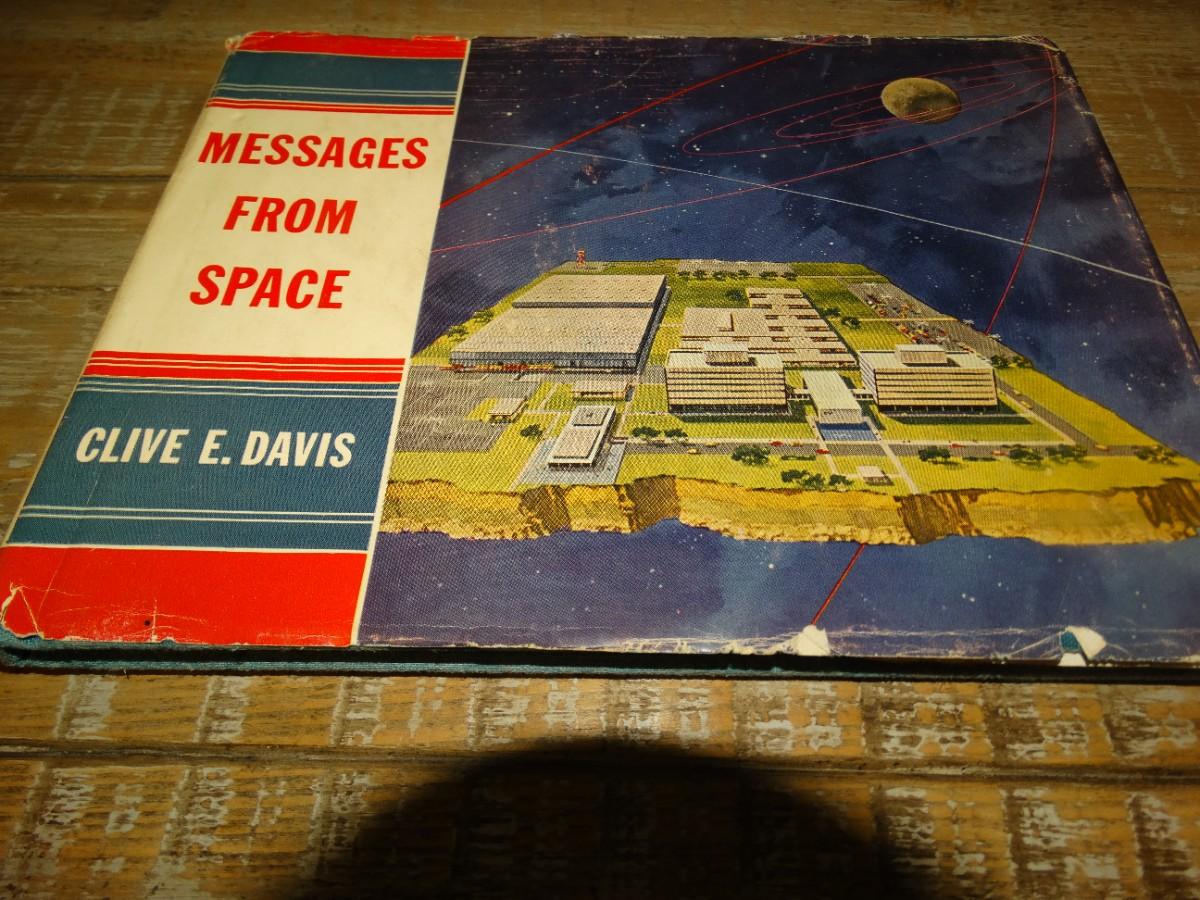 MESSAGES
FROM
SPACE
CLIVE E. DAVIS